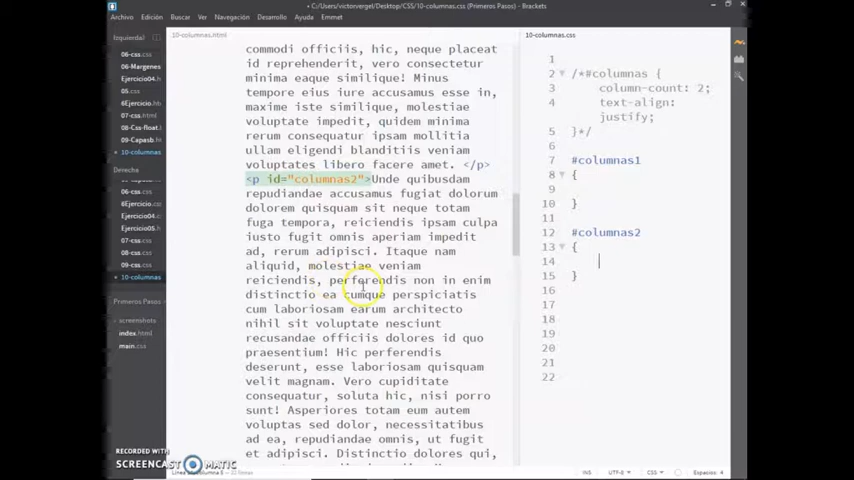 C:/Users/victorvergel/Desktop/CSS/10-columnas.css (Primeros Pasos) - Brackets
Archivo Edición Buscar Ver Navegación Desarrollo Ayuda Emmet
Izquierda
06-css.css
06-Margenes
Ejercicio04.h
05.css
6Ejercicio.hb
07-css.html
08-Css-float.
09-Capasb.h
10-columnas
Derecha
Ejercicio04.
6Ejercicio.c
07-css.css
08-css.css
09-css.css
10-columnas
Primeros Pasos
screenshots
index.html
main.css
10-columnas.html
commodi officiis, hic, neque placeat
id reprehenderit, vero consectetur
minima eaque similique! Minus
tempore eius iure accusamus esse in,
maxime iste similique, molestiae
voluptate impedit, quidem minima
rerum consequatur ipsam mollitia
ullam eligendi blanditiis veniam
voluptates libero facere amet. </p>
<p id="columnas2">Unde quibusdam
repudiandae accusamus fugiat dolorum
dolorem quisquam sit neque totam
fuga tempora, reiciendis ipsam culpa
iusto fugit omnis aperiam impedit
ad, rerum adipisci. Itaque nam
aliquid, molestiae veniam
reiciendis, perferendis non in enim
distinctio ea cumque perspiciatis
cum laboriosam earum architecto
nihil sit voluptate nesciunt
recusandae officiis dolores id quo
praesentium! Hic perferendis
deserunt, esse laboriosam quisquam
velit magnam. Vero cupiditate
consequatur, soluta hic, nisi porro
sunt! Asperiores totam eum autem
voluptas sed dolor, necessitatibus
ad ea, repudiandae omnis, ut fugit
et adipisci. Distinctio dolores qui,
10-columnas.css
1
2 /*#columnas {
3 column-count: 2;
4 text-align:
justify;
5 }*/
6
7 #columnas1
8 {
9
10 }
11
12 #columnas2
13 {
14
15 }
16
17
18
19
20
21
22
INS UTF-8 CSS Espacios: 4
RECORDED WITH
SCREENCAST MATIC